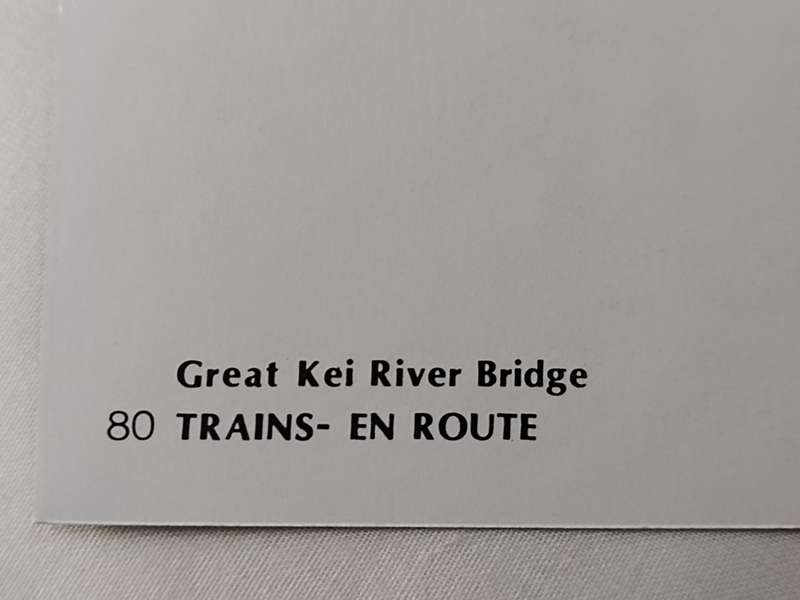 Great Kei River Bridge
80 TRAINS- EN ROUTE